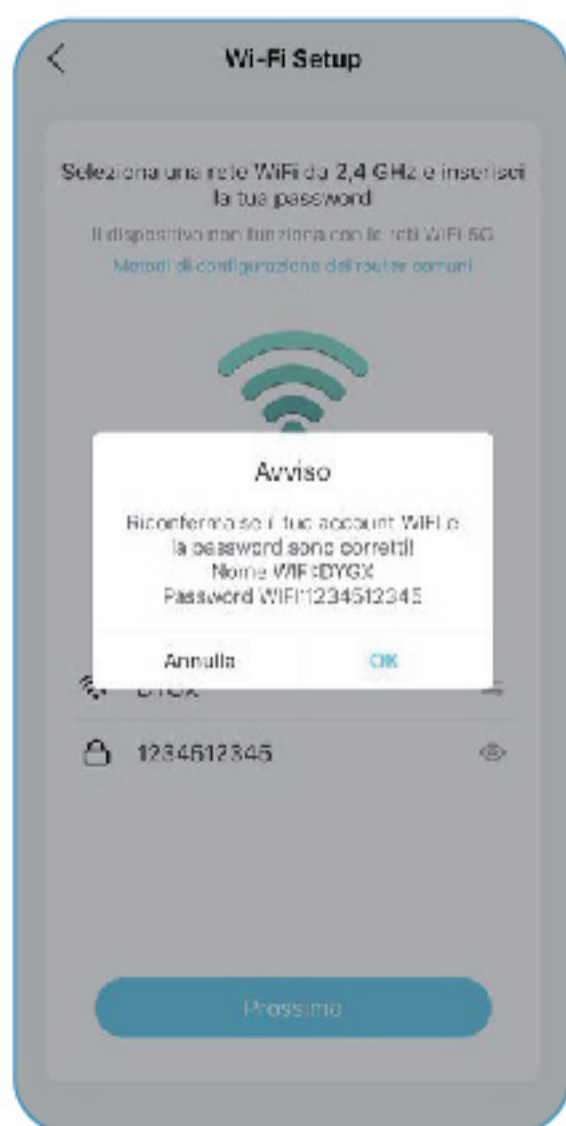 Wi-Fi Setup
Seleziona una rete WiFi da 2,4 GHz e inserisci
la tua password
Il dispositivo non funziona con le reti WiFi 5G
Metodi di configurazione del router comuni
Avviso
Riconferma se il tuo account WIFI e
la password sono corretti!
Nome WIFI:DYGX
Password WIFI:1234512345
Annulla OK
DYGX
1234512345
Prossimo